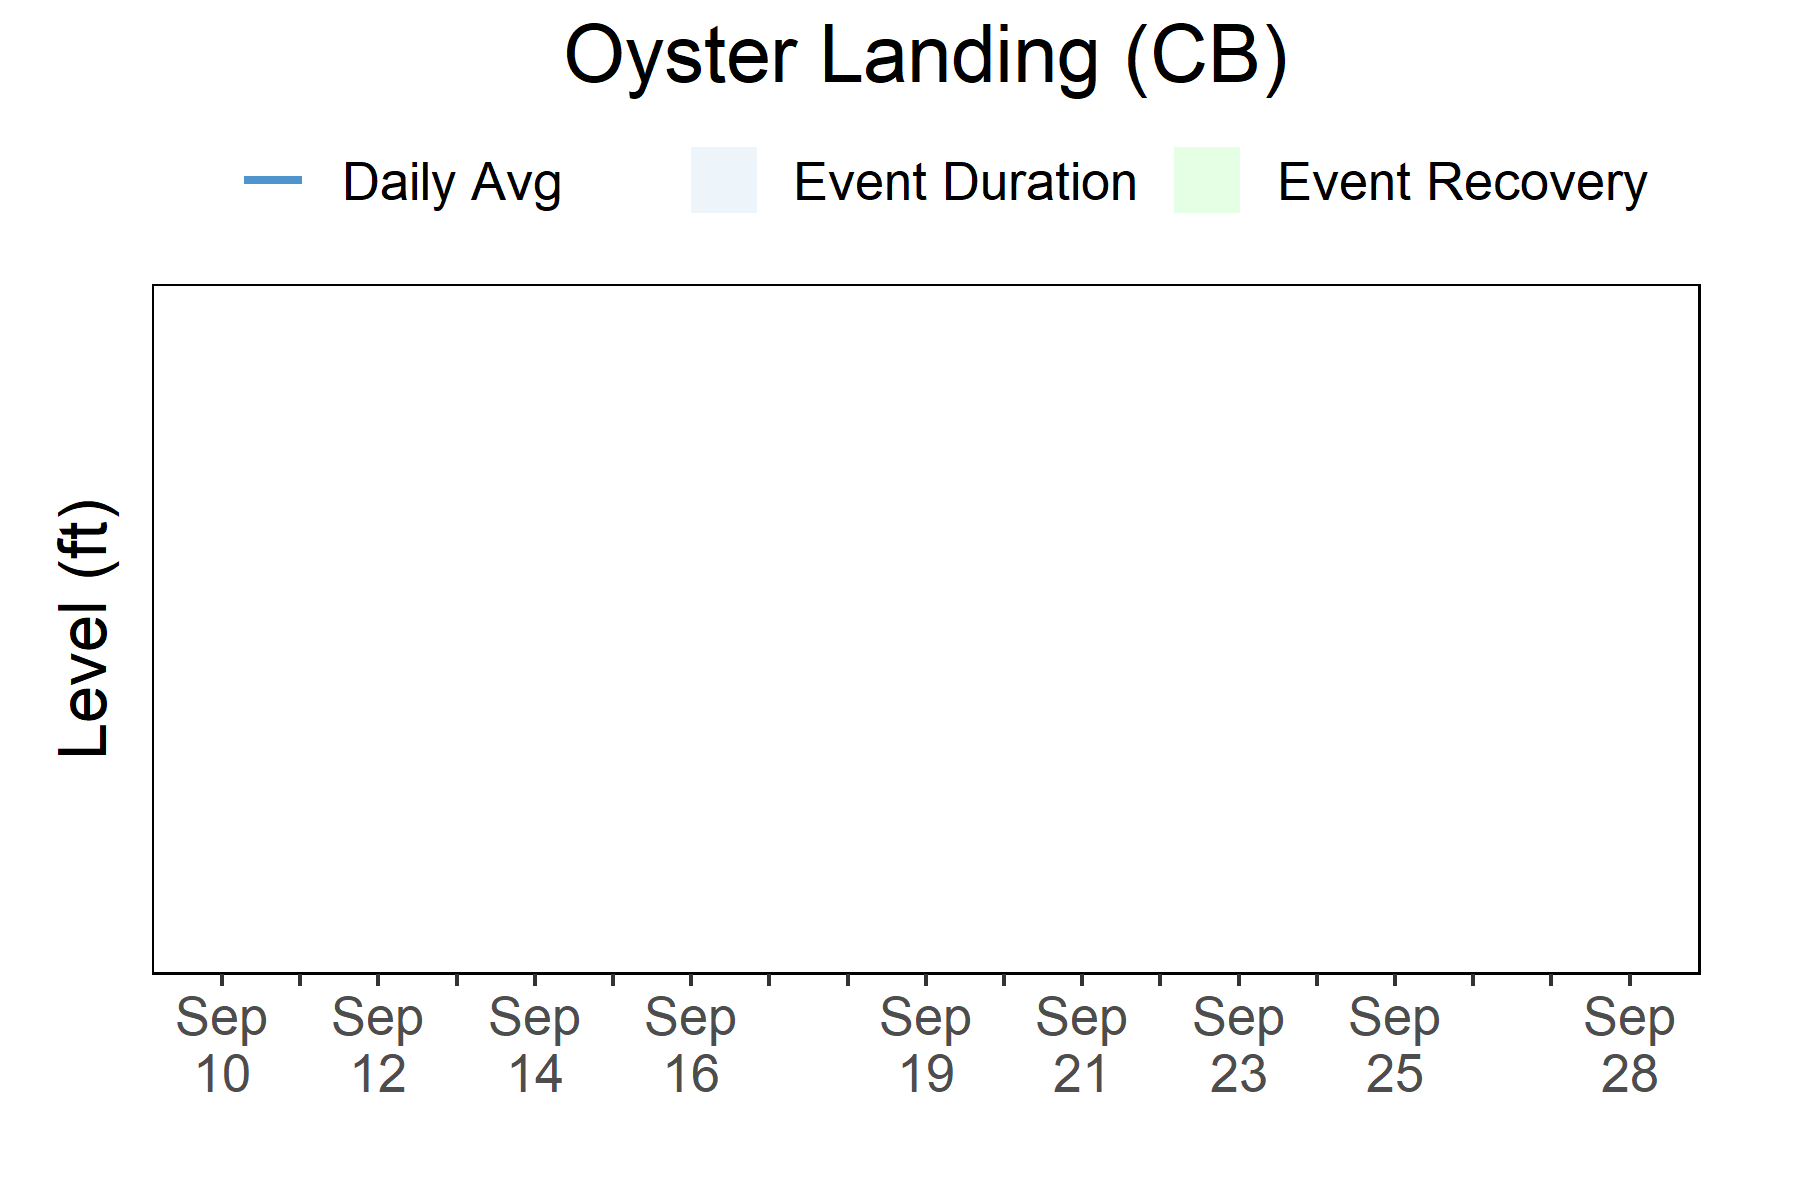 Oyster Landing (CB)
Daily Avg Event Duration Event Recovery
Level (ft)
Sep Sep Sep Sep Sep Sep Sep Sep Sep
10 12 14 16 19 21 23 25 28